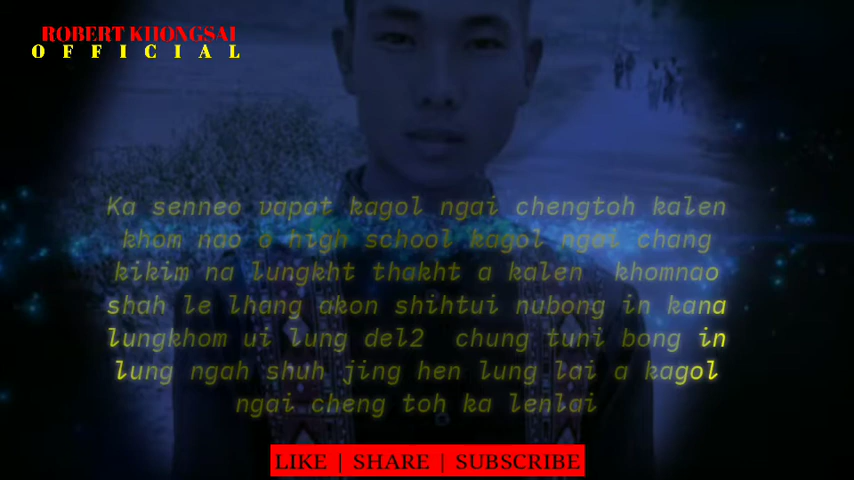 ROBERT KHONGSAI
OFFICIAL
Ka senneo vapat kagol ngai chengtoh kalen
khom nao a high school kagol ngai chang
kikim na lungkht thakht a kalen khomnao
shah le lhang akon shihtui nubong in kana
lungkhom ui lung del2 chung tuni bong in
lung ngah shuh jing hen lung lai a kagol
ngai cheng toh ka lenlai
LIKE | SHARE | SUBSCRIBE